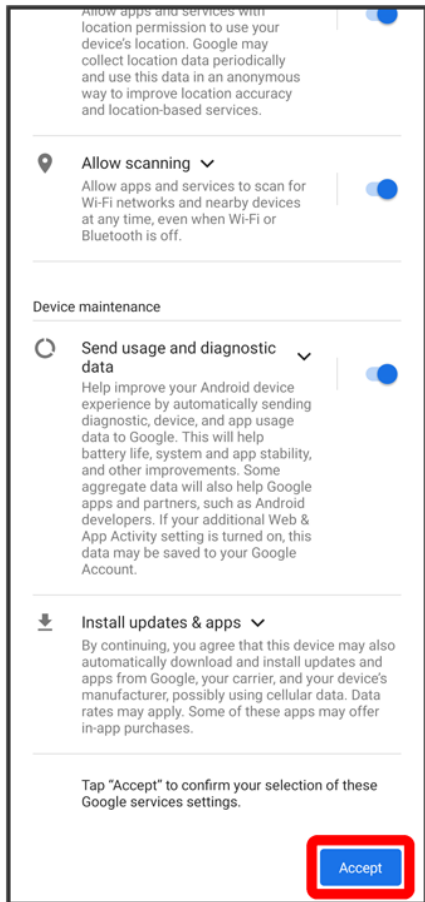 Allow apps and services with
location permission to use your
device's location. Google may
collect location data periodically
and use this data in an anonymous
way to improve location accuracy
and location-based services.
Allow scanning
Allow apps and services to scan for
Wi-Fi networks and nearby devices
at any time, even when Wi-Fi or
Bluetooth is off.
Device maintenance
Send usage and diagnostic
data
Help improve your Android device
experience by automatically sending
diagnostic, device, and app usage
data to Google. This will help
battery life, system and app stability,
and other improvements. Some
aggregate data will also help Google
apps and partners, such as Android
developers. If your additional Web &
App Activity setting is turned on, this
data may be saved to your Google
Account.
Install updates & apps
By continuing, you agree that this device may also
automatically download and install updates and
apps from Google, your carrier, and your device's
manufacturer, possibly using cellular data. Data
rates may apply. Some of these apps may offer
in-app purchases.
Tap “Accept” to confirm your selection of these
Google services settings.
Accept